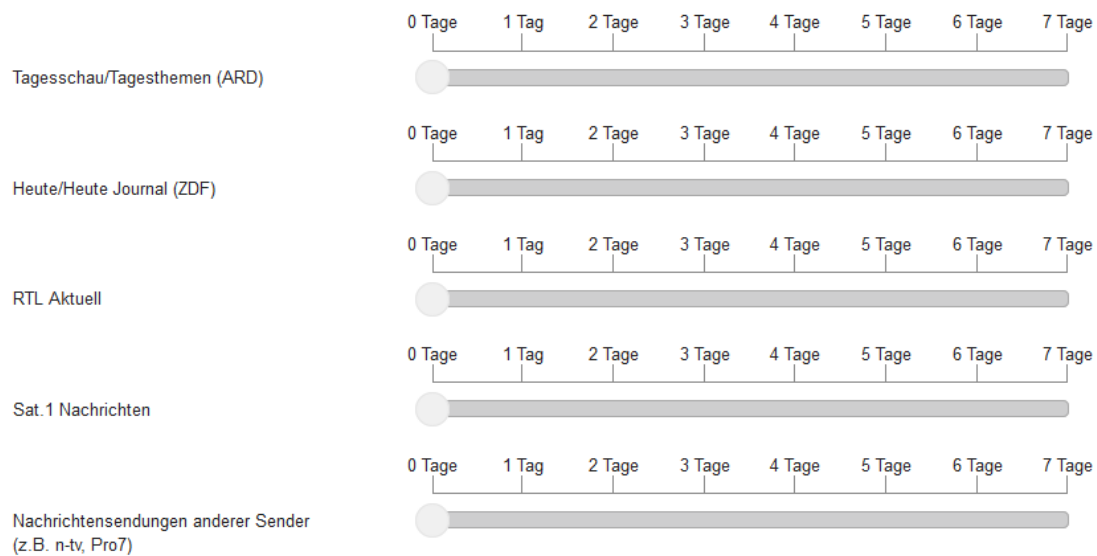 0 Tage 1 Tag 2 Tage 3 Tage 4 Tage 5 Tage 6 Tage 7 Tage
Tagesschau/Tagesthemen (ARD)
0 Tage 1 Tag 2 Tage 3 Tage 4 Tage 5 Tage 6 Tage 7 Tage
Heute/Heute Journal (ZDF)
0 Tage 1 Tag 2 Tage 3 Tage 4 Tage 5 Tage 6 Tage 7 Tage
RTL Aktuell
0 Tage 1 Tag 2 Tage 3 Tage 4 Tage 5 Tage 6 Tage 7 Tage
Sat.1 Nachrichten
0 Tage 1 Tag 2 Tage 3 Tage 4 Tage 5 Tage 6 Tage 7 Tage
Nachrichtensendungen anderer Sender
(z.B. n-tv, Pro7)